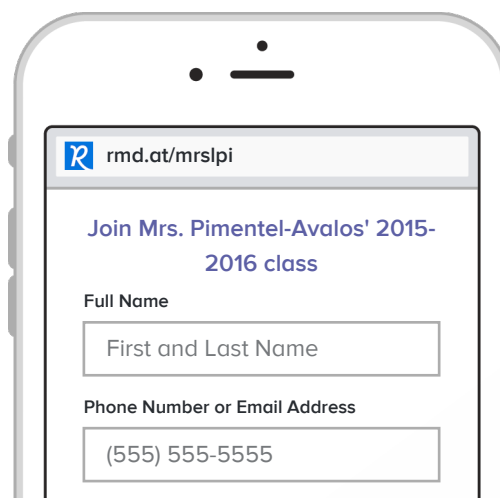 rmd.at/mrslpi
Join Mrs. Pimentel-Avalos' 2015-
2016 class
Full Name
First and Last Name
Phone Number or Email Address
(555) 555-5555